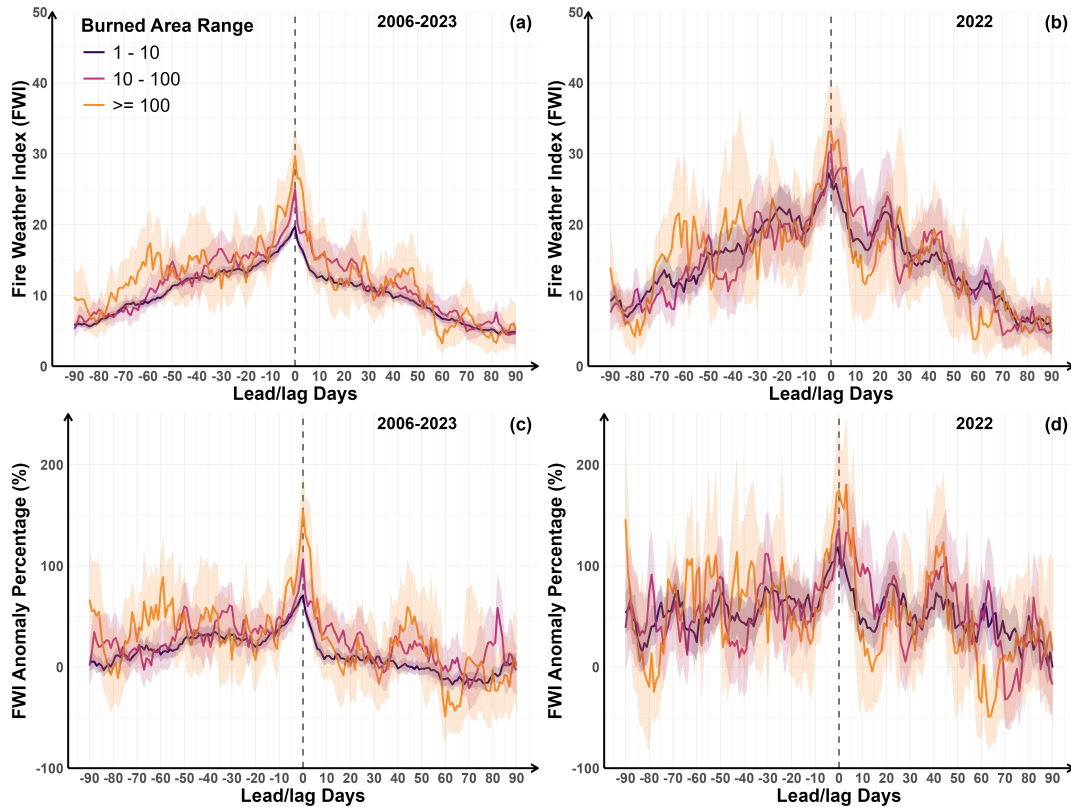 2006-2023
(a)
Burned Area Range
1 - 10
10 - 100
>= 100
Fire Weather Index (FWI)
50
40
30
20
10
0
-90 -80 -70 -60 -50 -40 -30 -20 -10 0 10 20 30 40 50 60 70 80 90
Lead/lag Days
2022
(b)
Fire Weather Index (FWI)
50
40
30
20
10
0
-90 -80 -70 -60 -50 -40 -30 -20 -10 0 10 20 30 40 50 60 70 80 90
Lead/lag Days
2006-2023
(c)
FWI Anomaly Percentage (%)
200
100
0
-100
-90 -80 -70 -60 -50 -40 -30 -20 -10 0 10 20 30 40 50 60 70 80 90
Lead/lag Days
2022
(d)
FWI Anomaly Percentage (%)
200
100
0
-100
-90 -80 -70 -60 -50 -40 -30 -20 -10 0 10 20 30 40 50 60 70 80 90
Lead/lag Days